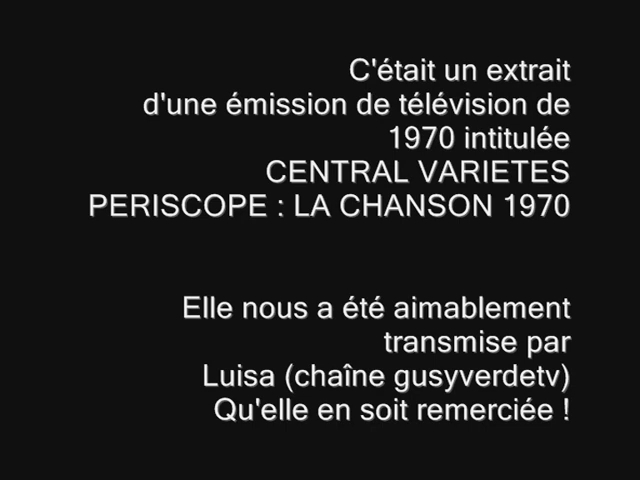 C'était un extrait
d'une émission de télévision de
1970 intitulée
CENTRAL VARIETES
PERISCOPE : LA CHANSON 1970
Elle nous a été aimablement
transmise par
Luisa (chaîne gusyverdetv)
Qu'elle en soit remerciée !